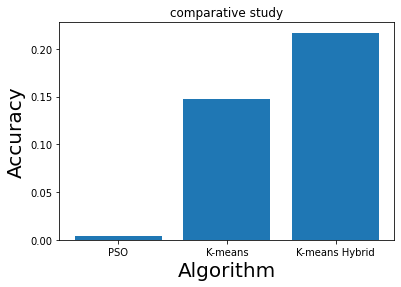 comparative study
0.20
0.15
0.10
0.05
0.00
Accuracy
PSO
K-means
K-means Hybrid
Algorithm